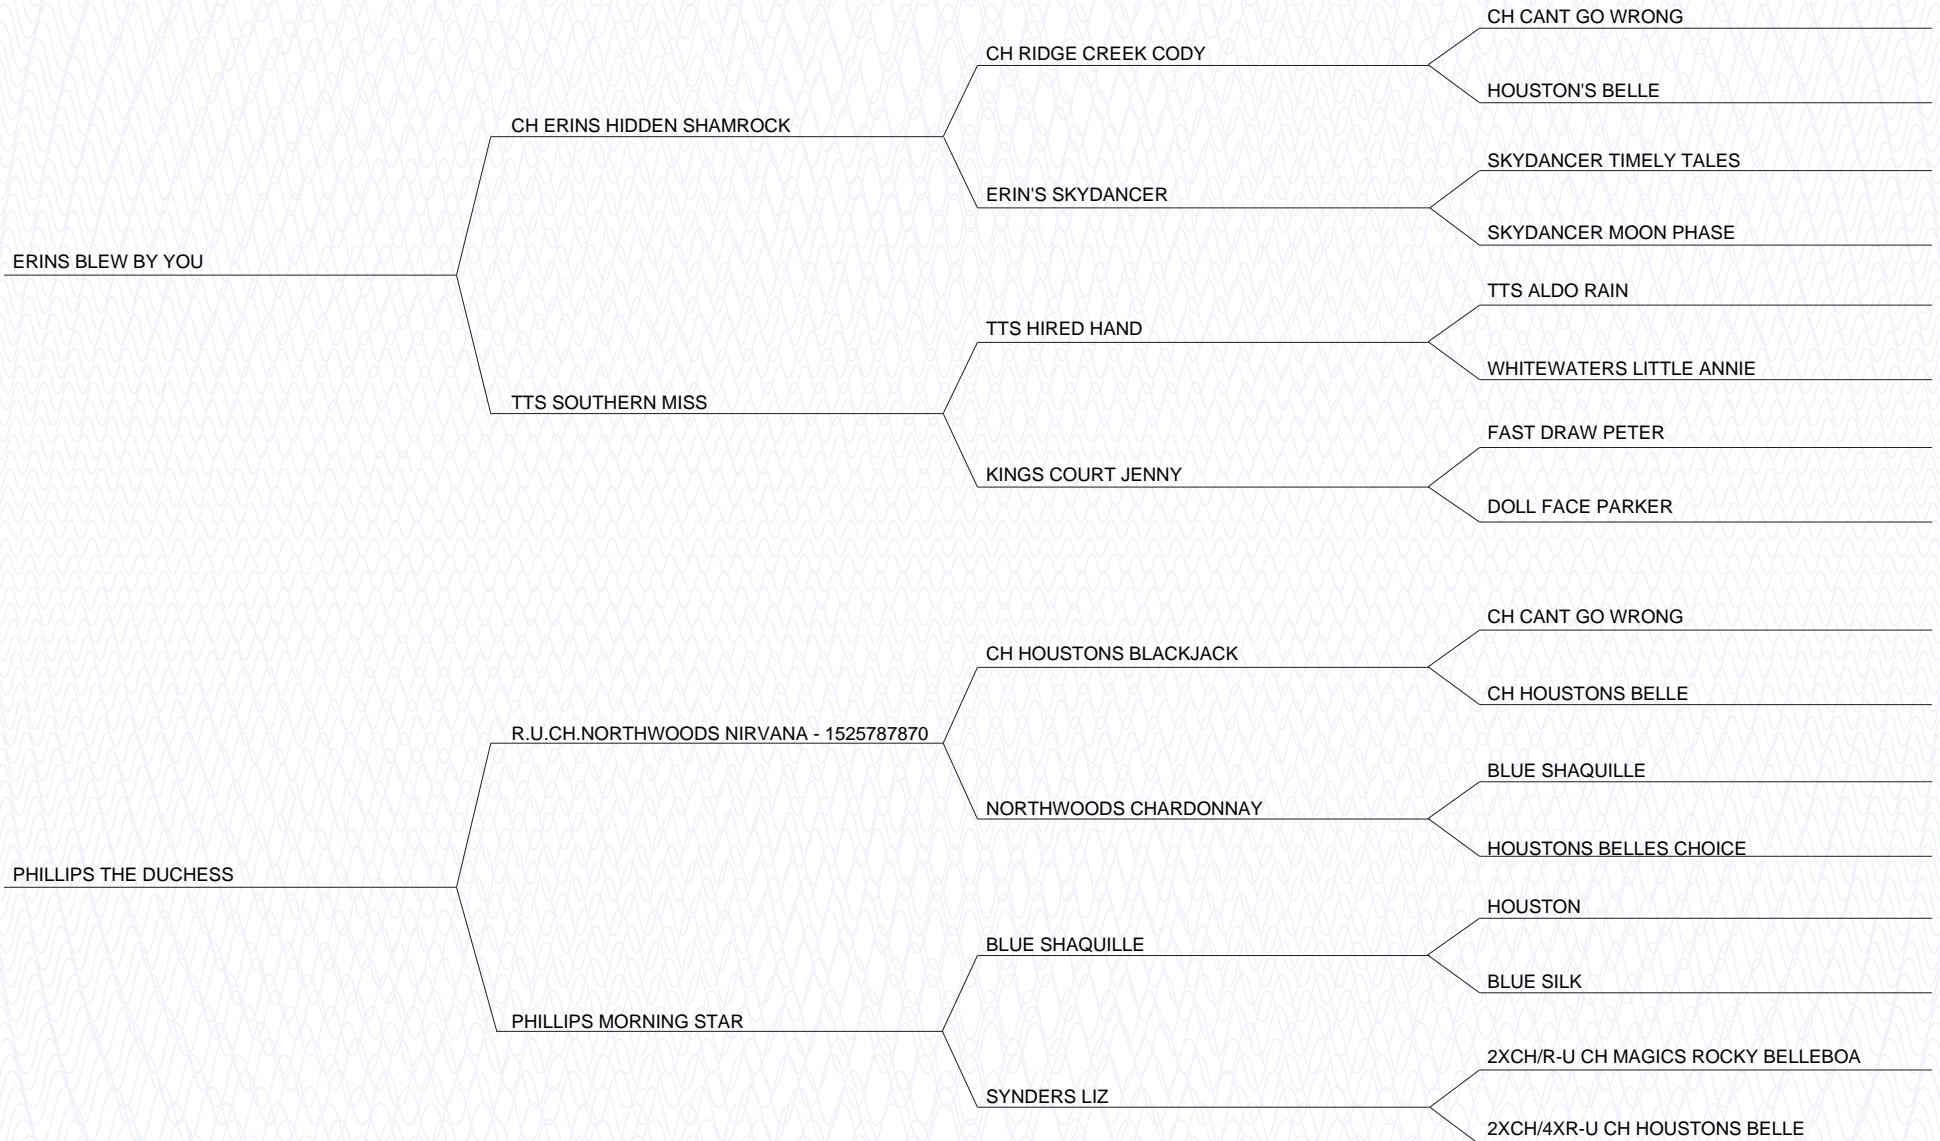 CH CANT GO WRONG
CH RIDGE CREEK CODY
HOUSTON'S BELLE
CH ERINS HIDDEN SHAMROCK
SKYDANCER TIMELY TALES
ERIN'S SKYDANCER
SKYDANCER MOON PHASE
ERINS BLEW BY YOU
TTS ALDO RAIN
TTS HIRED HAND
WHITEWATERS LITTLE ANNIE
TTS SOUTHERN MISS
FAST DRAW PETER
KINGS COURT JENNY
DOLL FACE PARKER
CH CANT GO WRONG
CH HOUSTONS BLACKJACK
CH HOUSTONS BELLE
R.U.CH.NORTHWOODS NIRVANA - 1525787870
BLUE SHAQUILLE
NORTHWOODS CHARDONNAY
HOUSTONS BELLES CHOICE
PHILLIPS THE DUCHESS
HOUSTON
BLUE SHAQUILLE
BLUE SILK
PHILLIPS MORNING STAR
2XCH/R-U CH MAGICS ROCKY BELLEBOA
SYNDERS LIZ
2XCH/4XR-U CH HOUSTONS BELLE